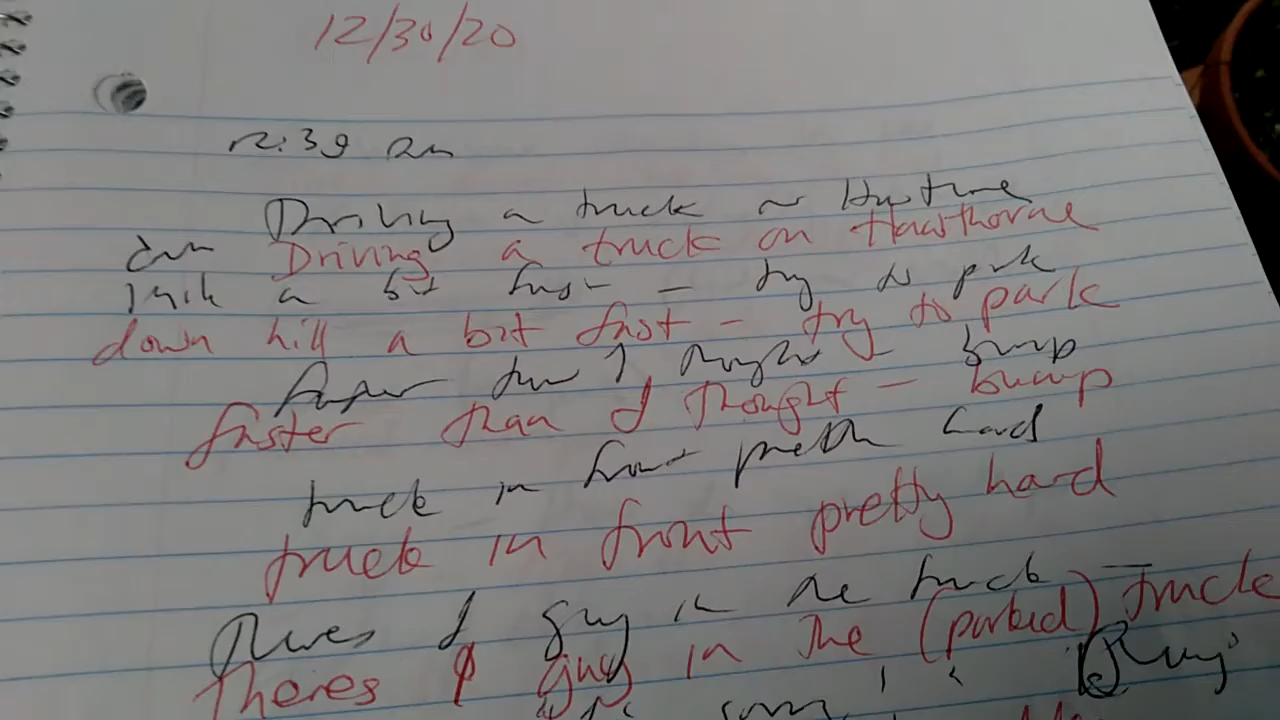 12/30/20
12:39 am
Driving a truck on Hawthorne
Driving a truck on Hawthorne
hill a bit fast - try to park
down hill a bit fast - try to park
faster than I thought - bump
faster than I thought - bump
truck in front pretty hard
truck in front pretty hard
Theres a guy in the truck -
Theres a guy in the (parked) truck